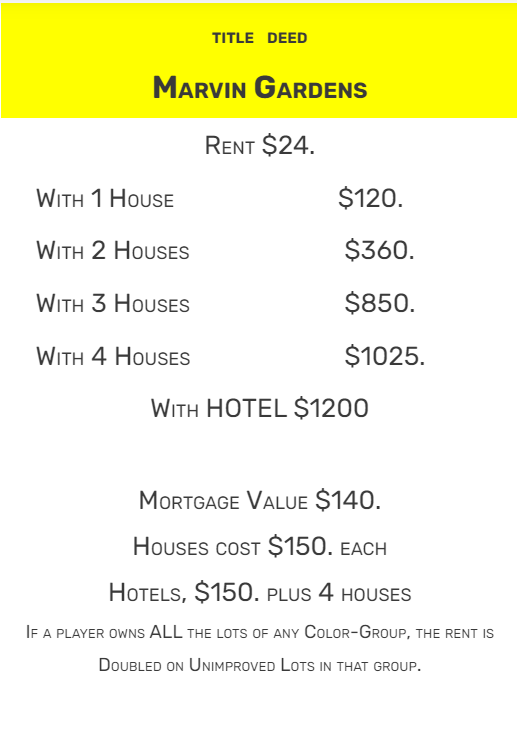 TITLE DEED
MARVIN GARDENS
RENT $24.
WITH 1 HOUSE $120.
WITH 2 HOUSES $360.
WITH 3 HOUSES $850.
WITH 4 HOUSES $1025.
WITH HOTEL $1200
MORTGAGE VALUE $140.
HOUSES COST $150. EACH
HOTELS, $150. PLUS 4 HOUSES
IF A PLAYER OWNS ALL THE LOTS OF ANY COLOR-GROUP, THE RENT IS
DOUBLED ON UNIMPROVED LOTS IN THAT GROUP.